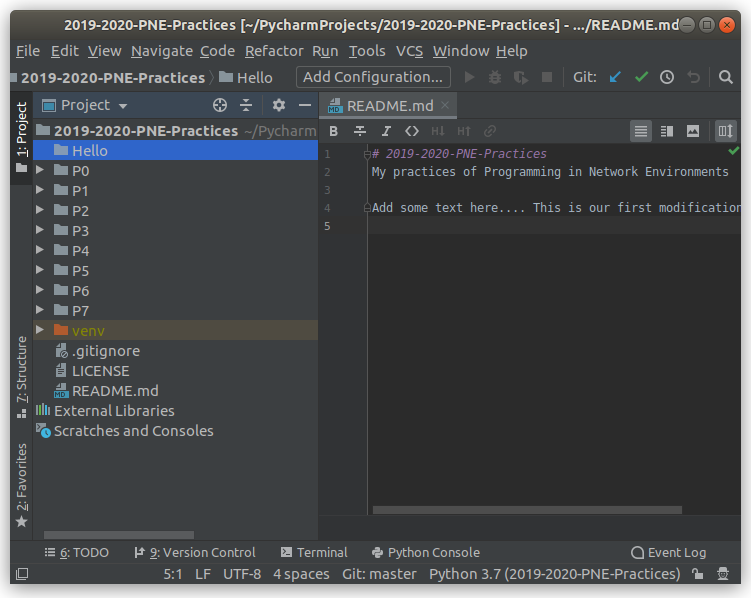 2019-2020-PNE-Practices [~/PycharmProjects/2019-2020-PNE-Practices] - .../README.md
File Edit View Navigate Code Refactor Run Tools VCS Window Help
2019-2020-PNE-Practices Hello Add Configuration... Git:
1: Project
Project
README.md
2019-2020-PNE-Practices ~/Pycharm
Hello
P0
P1
P2
P3
P4
P5
P6
P7
venv
.gitignore
LICENSE
README.md
External Libraries
Scratches and Consoles
B I <> H↓ H↑
1 # 2019-2020-PNE-Practices
2 My practices of Programming in Network Environments
3
4 Add some text here.... This is our first modification
5
7: Structure
2: Favorites
6: TODO 9: Version Control Terminal Python Console Event Log
5:1 LF UTF-8 4 spaces Git: master Python 3.7 (2019-2020-PNE-Practices)